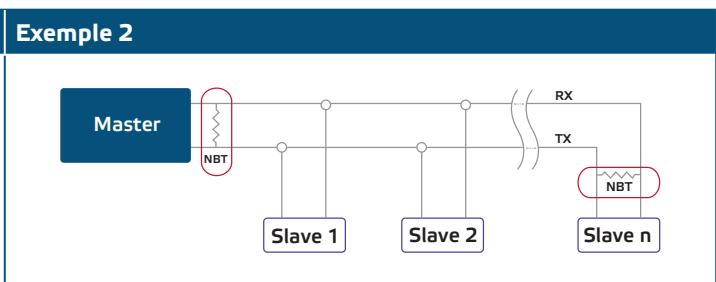 Exemple 2
RX
Master
TX
NBT
NBT
Slave 1
Slave 2
Slave n